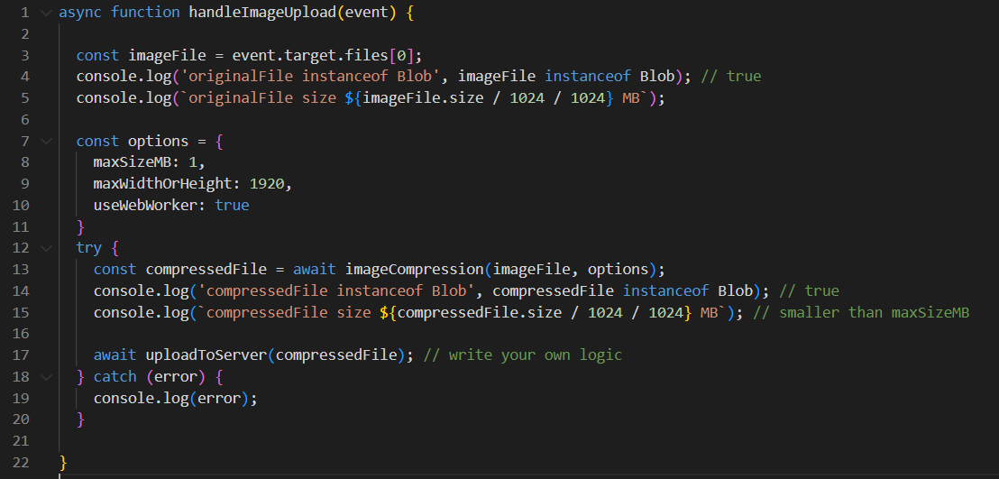 1 async function handleImageUpload(event) {
2
3   const imageFile = event.target.files[0];
4   console.log('originalFile instanceof Blob', imageFile instanceof Blob); // true
5   console.log(`originalFile size ${imageFile.size / 1024 / 1024} MB`);
6
7   const options = {
8     maxSizeMB: 1,
9     maxWidthOrHeight: 1920,
10     useWebWorker: true
11   }
12   try {
13     const compressedFile = await imageCompression(imageFile, options);
14     console.log('compressedFile instanceof Blob', compressedFile instanceof Blob); // true
15     console.log(`compressedFile size ${compressedFile.size / 1024 / 1024} MB`); // smaller than maxSizeMB
16
17     await uploadToServer(compressedFile); // write your own logic
18   } catch (error) {
19     console.log(error);
20   }
21
22 }